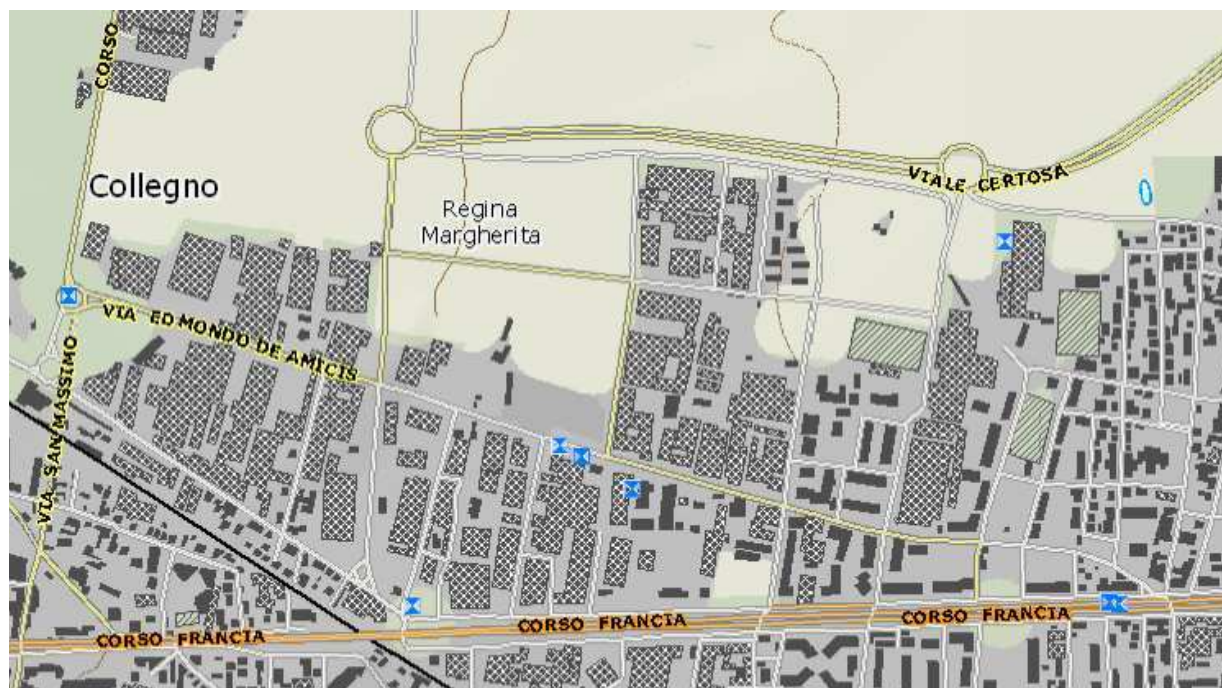 CORSO
Collegno
Regina
Margherita
VIALE CERTOSA
VIA EDMONDO DE AMICIS
VIA SAN MASSIMO
CORSO FRANCIA
CORSO FRANCIA
CORSO FRANCIA